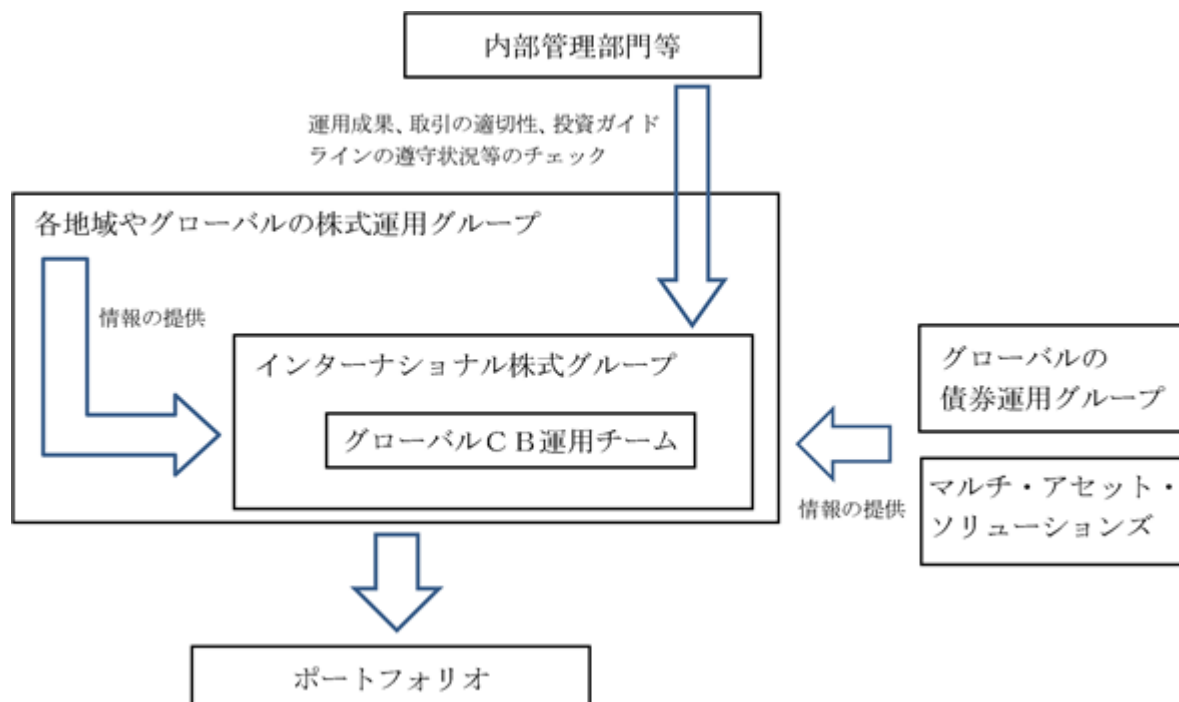 内部管理部門等
運用成果、取引の適切性、投資ガイド
ラインの遵守状況等のチェック
各地域やグローバルの株式運用グループ
情報の提供
インターナショナル株式グループ
グローバルＣＢ運用チーム
グローバルの
債券運用グループ
情報の提供
マルチ・アセット・
ソリューションズ
ポートフォリオ